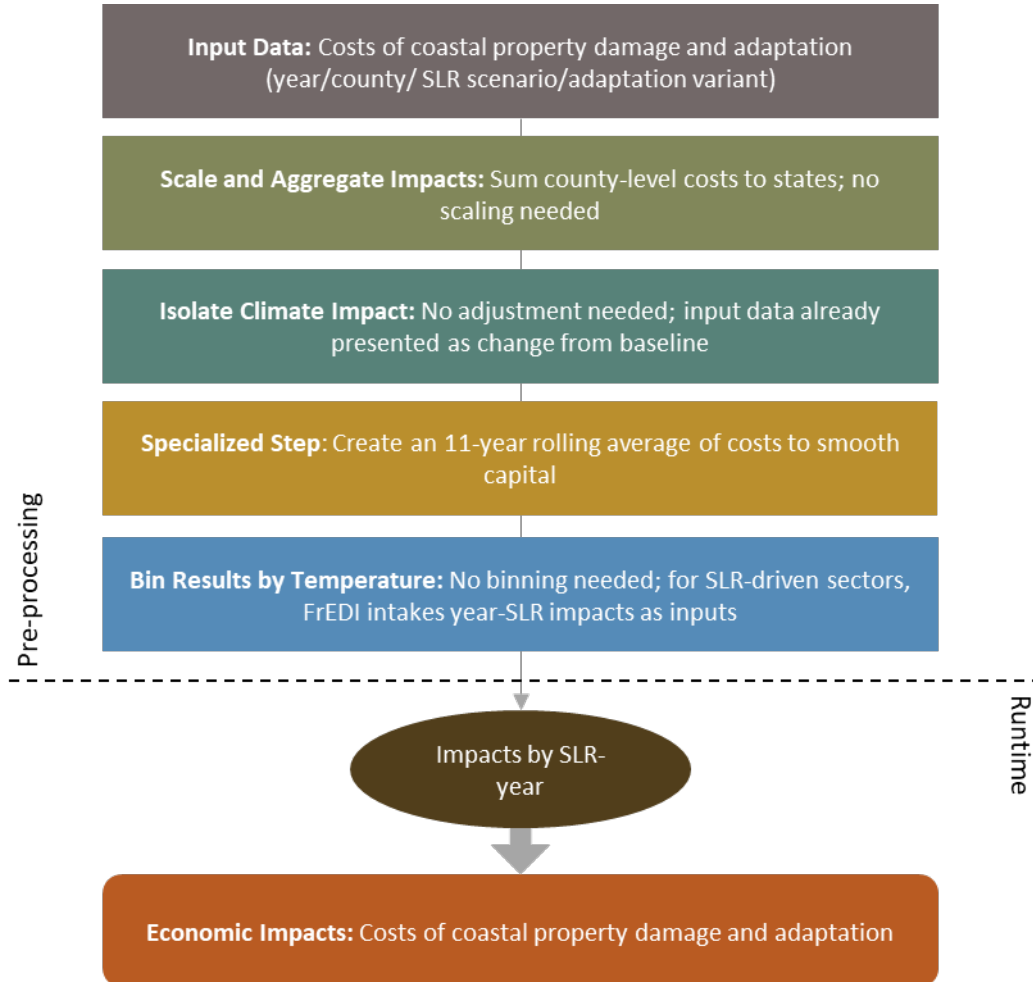 Input Data: Costs of coastal property damage and adaptation
(year/county/ SLR scenario/adaptation variant)
Scale and Aggregate Impacts: Sum county-level costs to states; no
scaling needed
Isolate Climate Impact: No adjustment needed; input data already
presented as change from baseline
Specialized Step: Create an 11-year rolling average of costs to smooth
capital
Bin Results by Temperature: No binning needed; for SLR-driven sectors,
FrEDI intakes year-SLR impacts as inputs
Pre-processing
Runtime
Impacts by SLR-
year
Economic Impacts: Costs of coastal property damage and adaptation